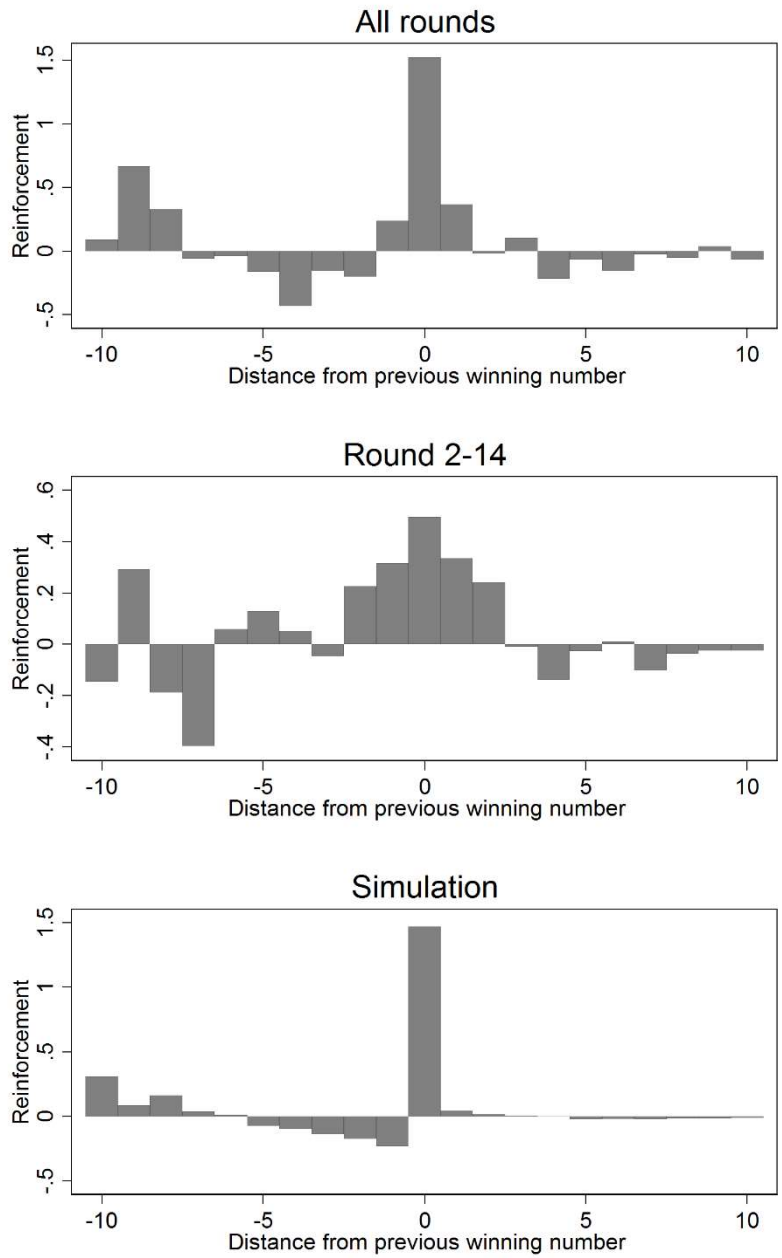 All rounds
1.5
1
.5
0
-.5
Reinforcement
-10 -5 0 5 10
Distance from previous winning number
Round 2-14
.6
.4
.2
0
-.2
-.4
Reinforcement
-10 -5 0 5 10
Distance from previous winning number
Simulation
1.5
1
.5
0
-.5
Reinforcement
-10 -5 0 5 10
Distance from previous winning number